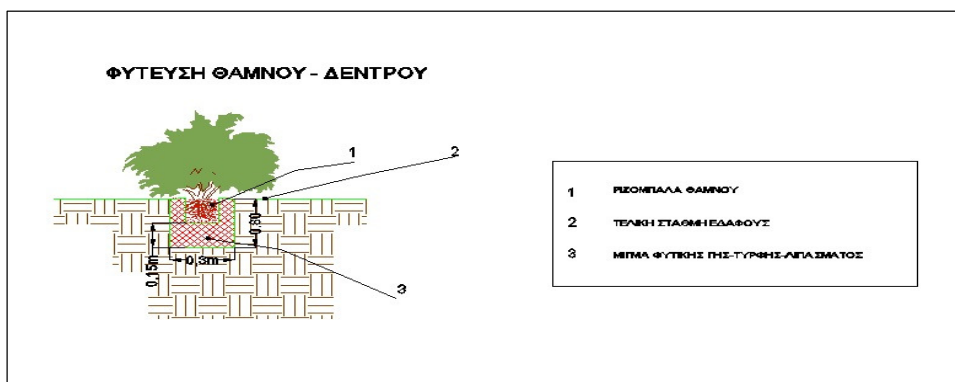 ΦΥΤΕΥΣΗ ΘΑΜΝΟΥ - ΔΕΝΤΡΟΥ
1
2
0.80
0,15m
0,3m
3
1 ΡΙΖΟΜΠΑΛΑ ΘΑΜΝΟΥ
2 ΤΕΛΙΚΗ ΣΤΑΘΜΗ ΕΔΑΦΟΥΣ
3 ΜΙΓΜΑ ΦΥΤΙΚΗΣ ΓΗΣ-ΤΥΡΦΗΣ-ΛΙΠΑΣΜΑΤΟΣ